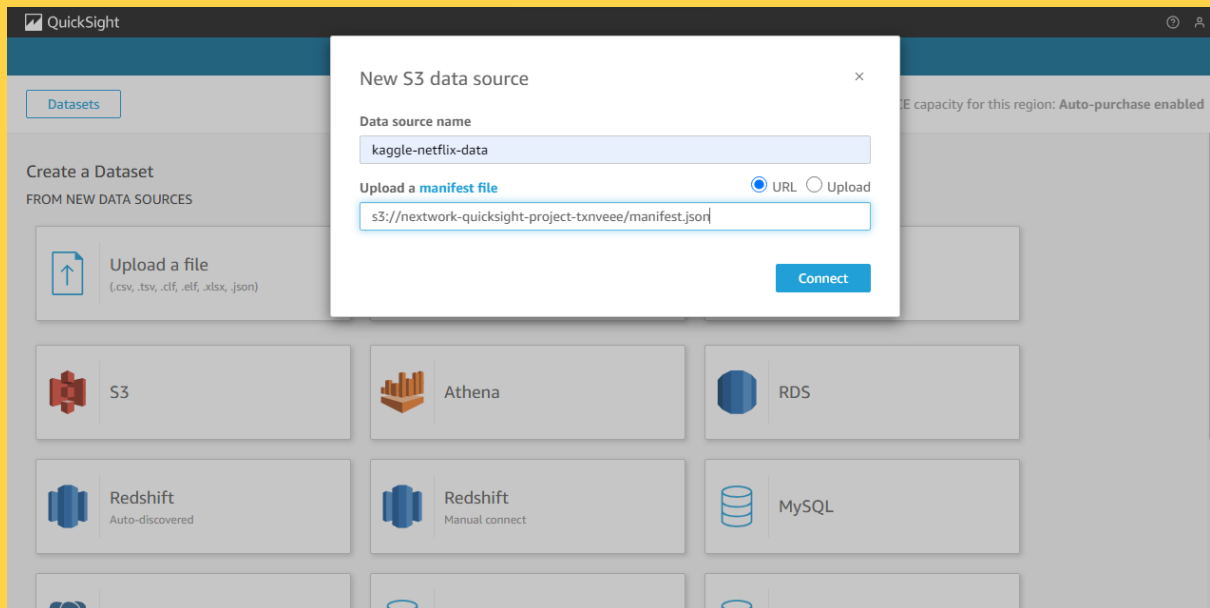 QuickSight
New S3 data source
×
Data source name
kaggle-netflix-data
Upload a manifest file
URL
Upload
s3://nextwork-quicksight-project-txnveee/manifest.json
Connect
Datasets
capacity for this region: Auto-purchase enabled
Create a Dataset
FROM NEW DATA SOURCES
Upload a file
(.csv, .tsv, .clf, .elf, .xlsx, .json)
S3
Athena
RDS
Redshift
Auto-discovered
Redshift
Manual connect
MySQL